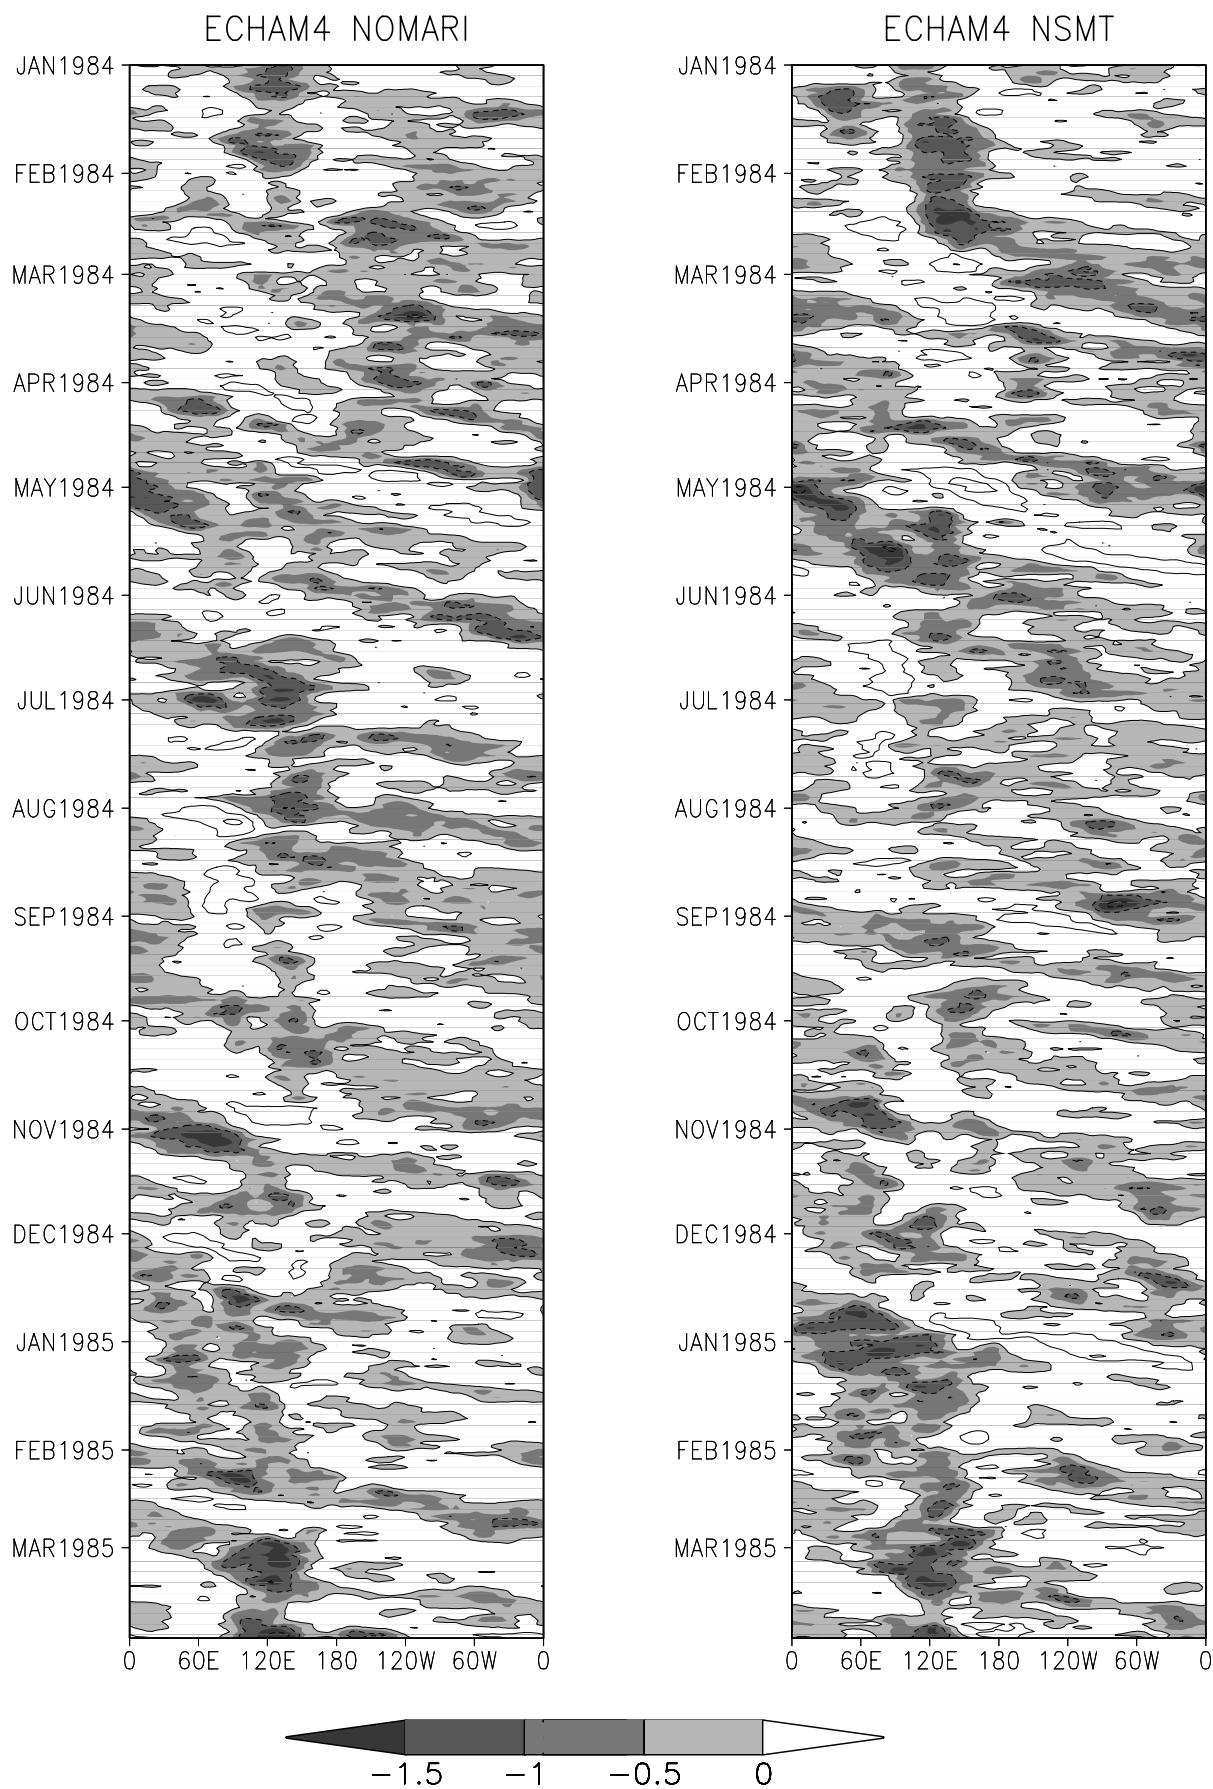 ECHAM4 NOMARI
JAN1984
FEB1984
MAR1984
APR1984
MAY1984
JUN1984
JUL1984
AUG1984
SEP1984
OCT1984
NOV1984
DEC1984
JAN1985
FEB1985
MAR1985
0 60E 120E 180 120W 60W 0
ECHAM4 NSMT
JAN1984
FEB1984
MAR1984
APR1984
MAY1984
JUN1984
JUL1984
AUG1984
SEP1984
OCT1984
NOV1984
DEC1984
JAN1985
FEB1985
MAR1985
0 60E 120E 180 120W 60W 0
−1.5 −1 −0.5 0